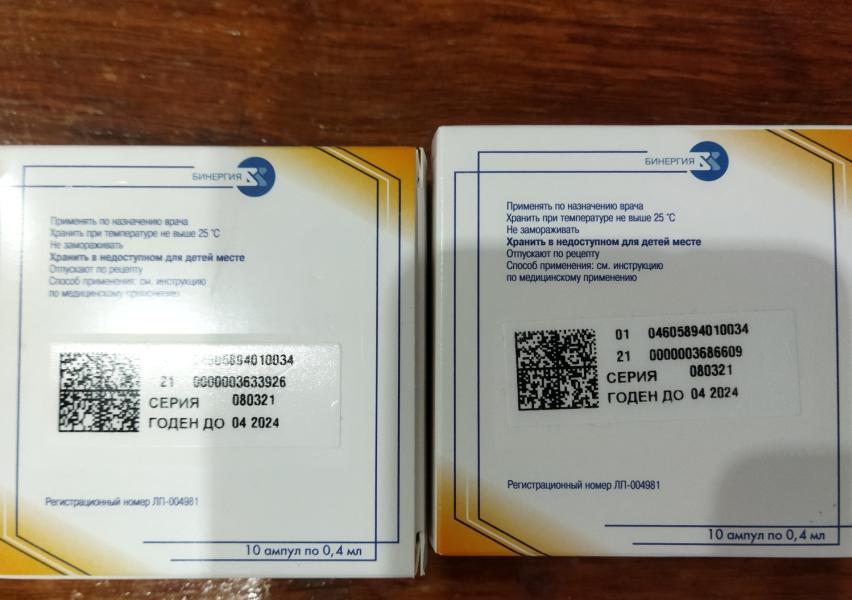 БИНЕРГИЯ
Применять по назначению врача
Хранить при температуре не выше 25 °С
Не замораживать
Хранить в недоступном для детей месте
Отпускают по рецепту
Способ применения: см. инструкцию
по медицинскому применению
04605894010034
21 0000003633926
СЕРИЯ 080321
ГОДЕН ДО 04 2024
Регистрационный номер ЛП-004981
10 ампул по 0,4 мл
БИНЕРГИЯ
Применять по назначению врача
Хранить при температуре не выше 25 °С
Не замораживать
Хранить в недоступном для детей месте
Отпускают по рецепту
Способ применения: см. инструкцию
по медицинскому применению
01 04605894010034
21 0000003686609
СЕРИЯ 080321
ГОДЕН ДО 04 2024
Регистрационный номер ЛП-004981
10 ампул по 0,4 мл